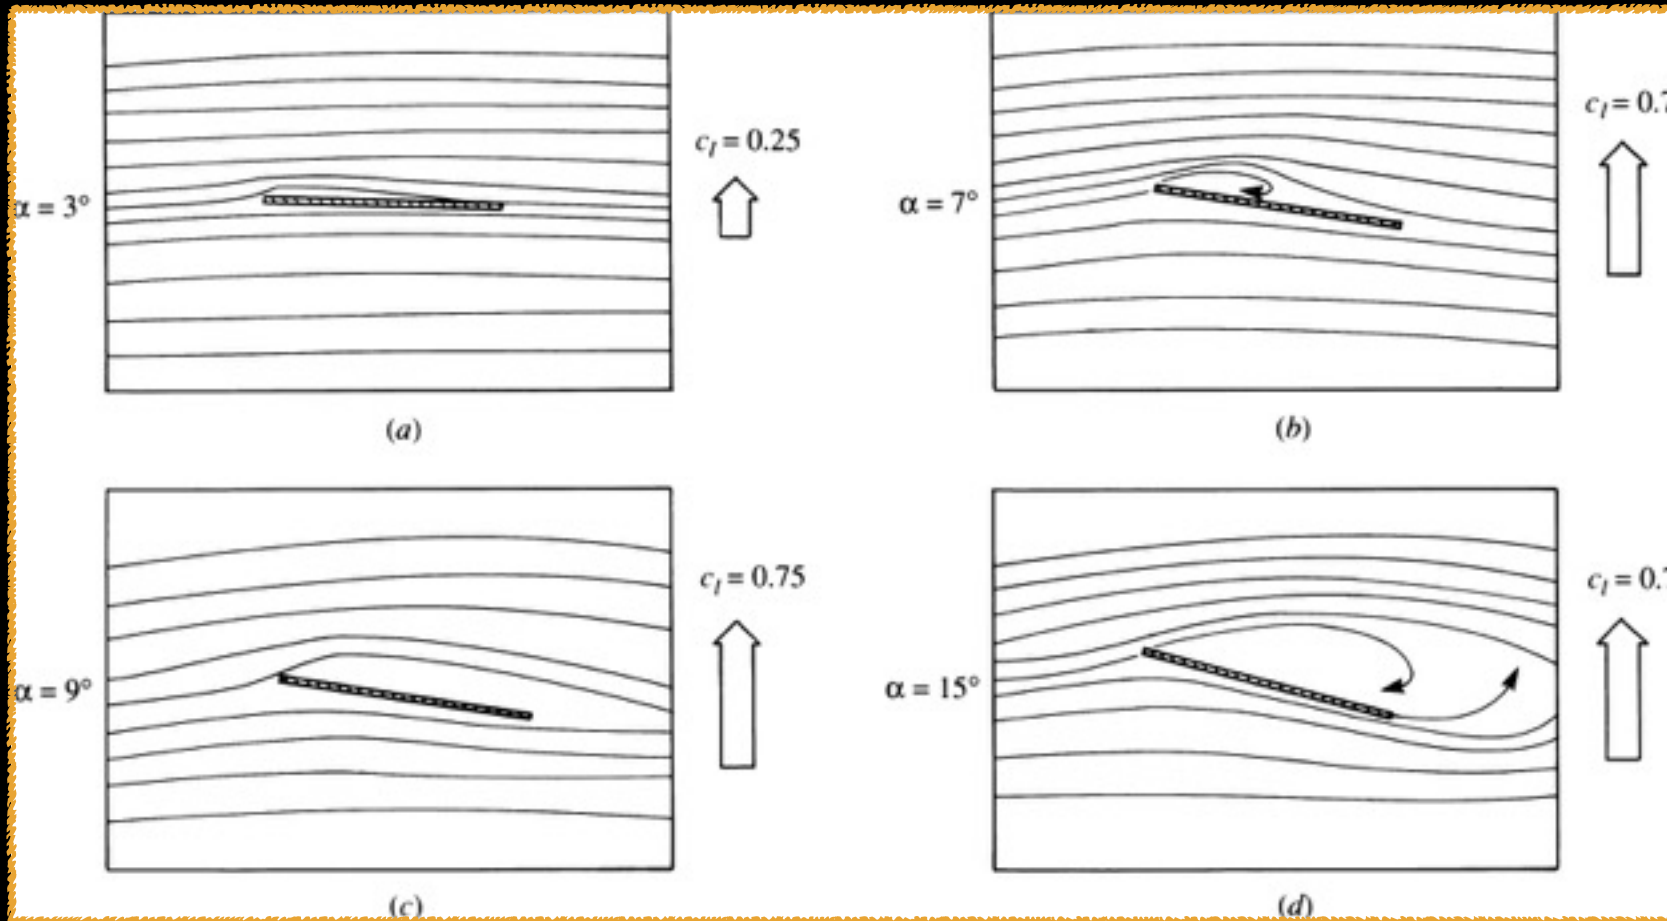 c_l = 0.25
α = 3°
(a)
c_l = 0.7
α = 7°
(b)
c_l = 0.75
α = 9°
(c)
c_l = 0.7
α = 15°
(d)